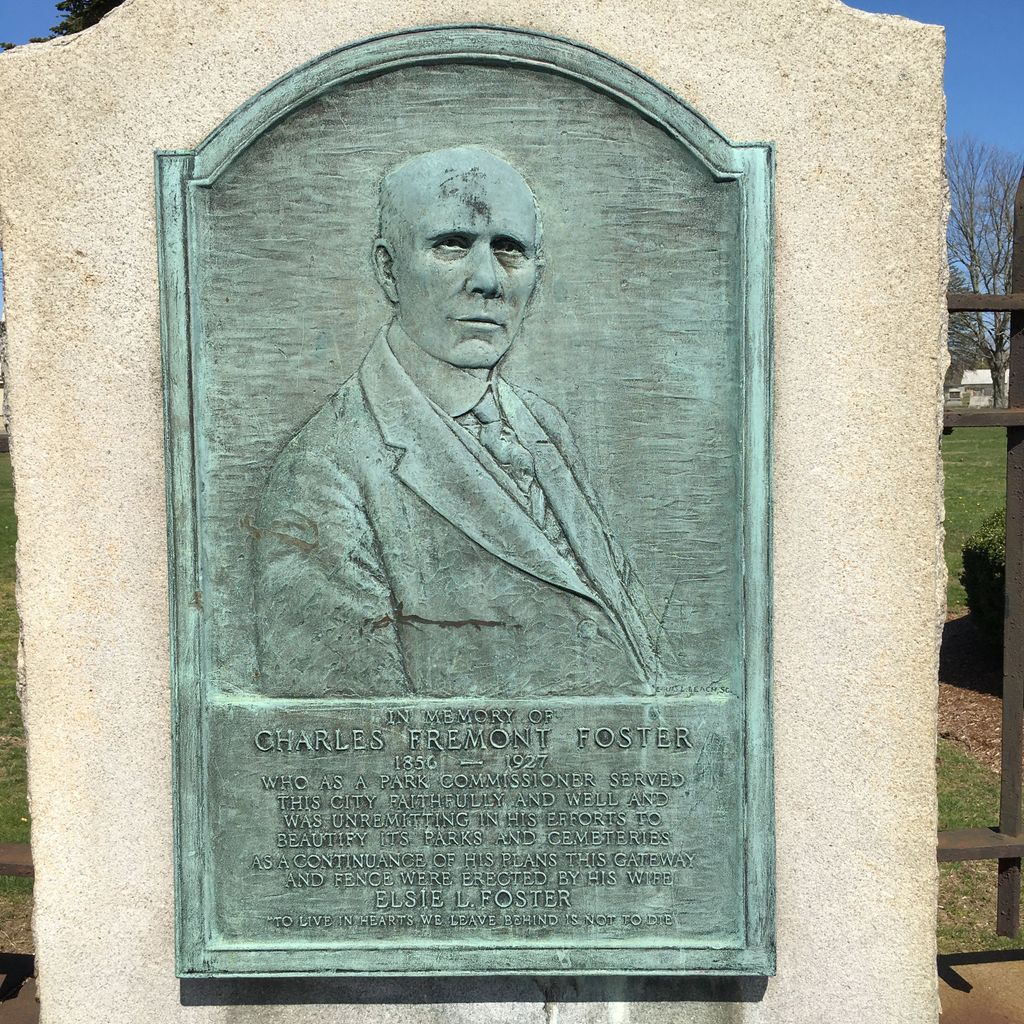 LOUIS L. BEACH SC.
IN MEMORY OF
CHARLES FREMONT FOSTER
1856 — 1927
WHO AS A PARK COMMISSIONER SERVED
THIS CITY FAITHFULLY AND WELL AND
WAS UNREMITTING IN HIS EFFORTS TO
BEAUTIFY ITS PARKS AND CEMETERIES
AS A CONTINUANCE OF HIS PLANS THIS GATEWAY
AND FENCE WERE ERECTED BY HIS WIFE
ELSIE L. FOSTER
"TO LIVE IN HEARTS WE LEAVE BEHIND IS NOT TO DIE"